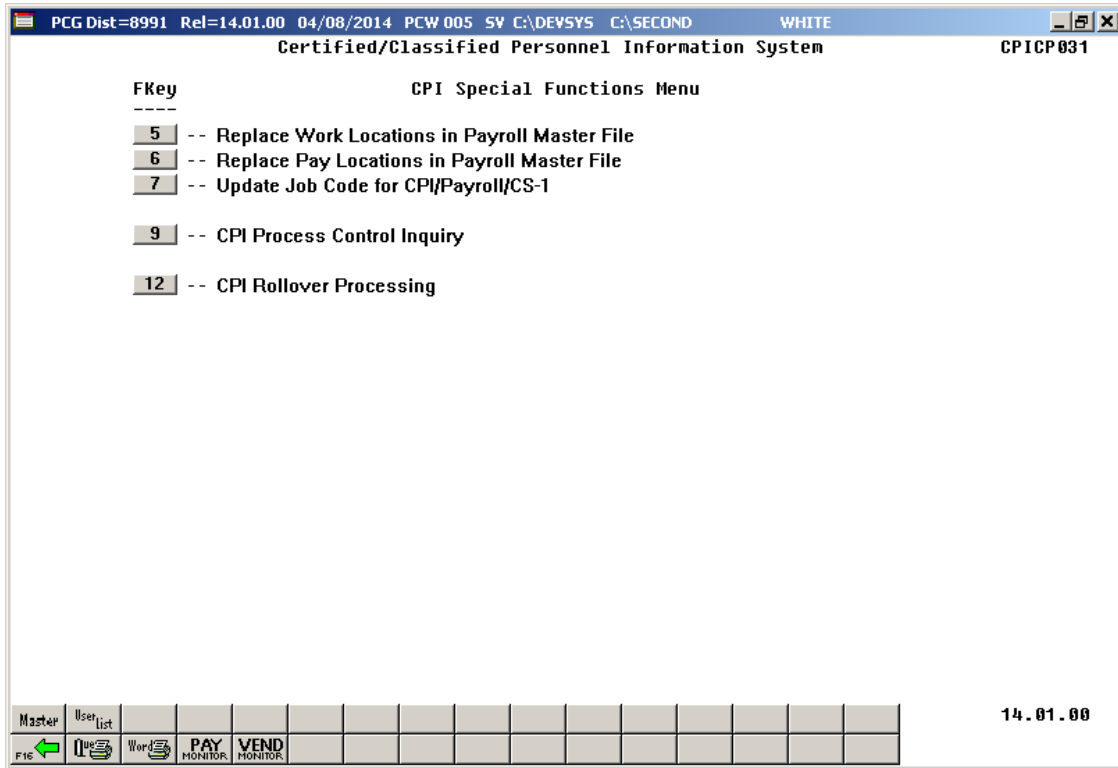 PCG Dist=8991 Rel=14.01.00 04/08/2014 PCW 005 SV C:\DEVSYS C:\SECOND WHITE
Certified/Classified Personnel Information System CPICP031
FKey CPI Special Functions Menu
----
5 -- Replace Work Locations in Payroll Master File
6 -- Replace Pay Locations in Payroll Master File
7 -- Update Job Code for CPI/Payroll/CS-1
9 -- CPI Process Control Inquiry
12 -- CPI Rollover Processing
Master User List 14.01.00
F16 Que Word PAY MONITOR VEND MONITOR